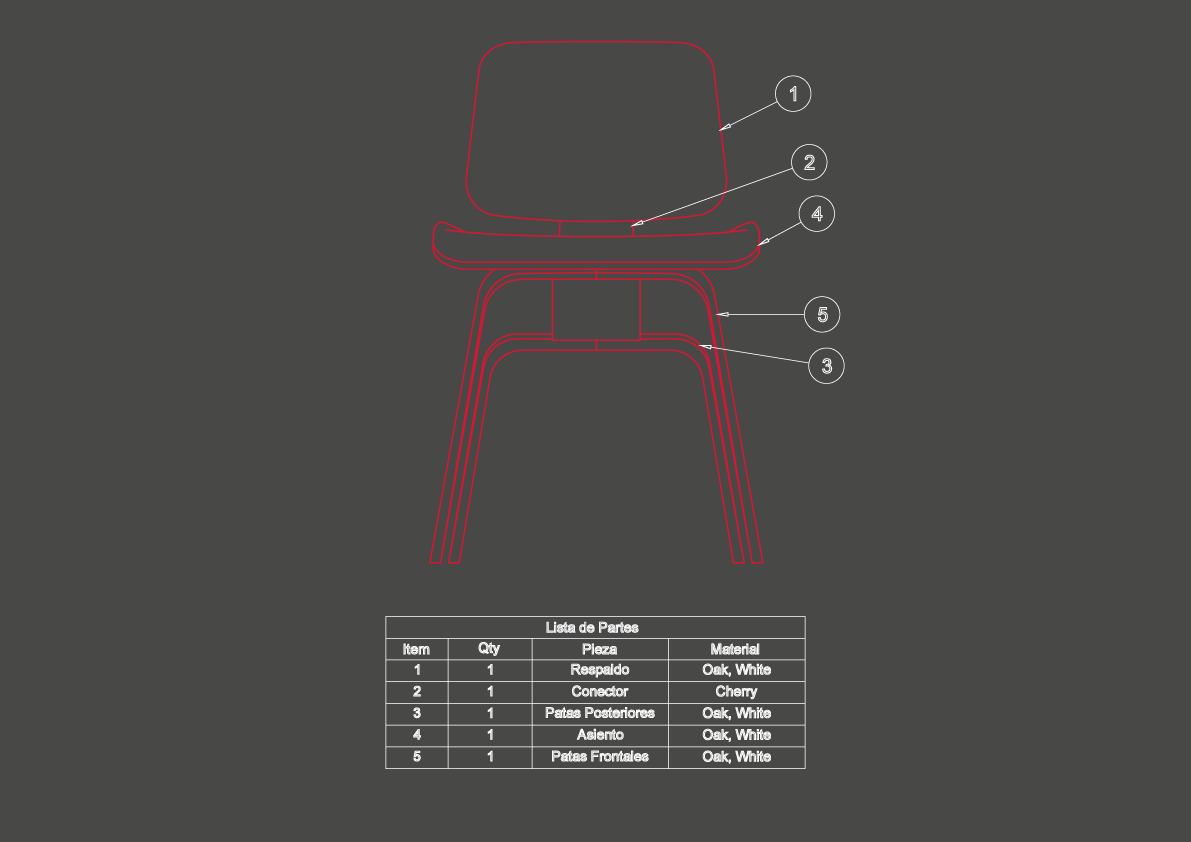 1
2
4
5
3
Lista de Partes
Item Qty Pieza Material
1 1 Respaldo Oak, White
2 1 Conector Cherry
3 1 Patas Posteriores Oak, White
4 1 Asiento Oak, White
5 1 Patas Frontales Oak, White